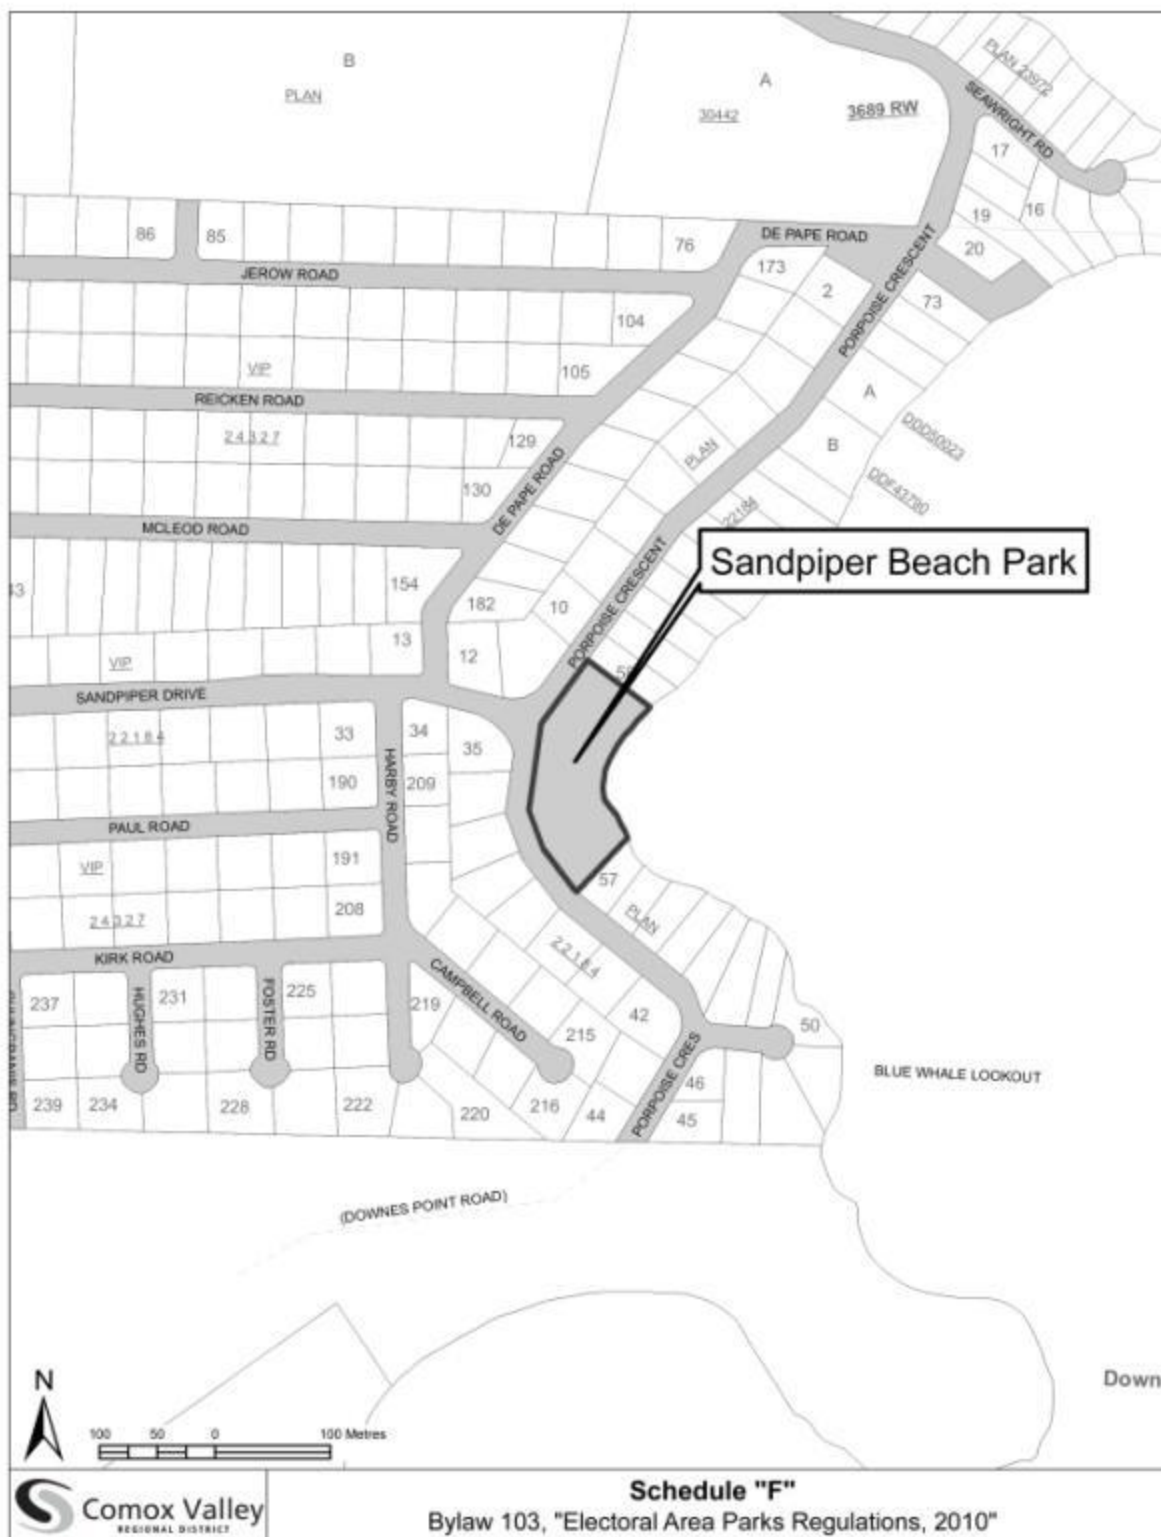 B
PLAN
A
30442
3689 RW
PLAN 23972
SEAWRIGHT RD
17
16
19
20
86
85
76
DE PAPE ROAD
JEROW ROAD
173
2
73
PORPOISE CRESCENT
104
VIP
105
REICKEN ROAD
A
24327
129
PLAN
B
DDD50023
130
DE PAPE ROAD
DDF43780
MCLEOD ROAD
22184
Sandpiper Beach Park
154
182
10
PORPOISE CRESCENT
13
12
VIP
SANDPIPER DRIVE
22184
33
34
35
190
209
HARBY ROAD
PAUL ROAD
VIP
191
57
24327
208
PLAN
22184
KIRK ROAD
CAMPBELL ROAD
237
HUGHES RD
231
FOSTER RD
225
219
215
42
50
PORPOISE CRES
BLUE WHALE LOOKOUT
46
239
234
228
222
220
216
44
45
(DOWNES POINT ROAD)
Down
N
100 50 0 100 Metres
Comox Valley
REGIONAL DISTRICT
Schedule "F"
Bylaw 103, "Electoral Area Parks Regulations, 2010"